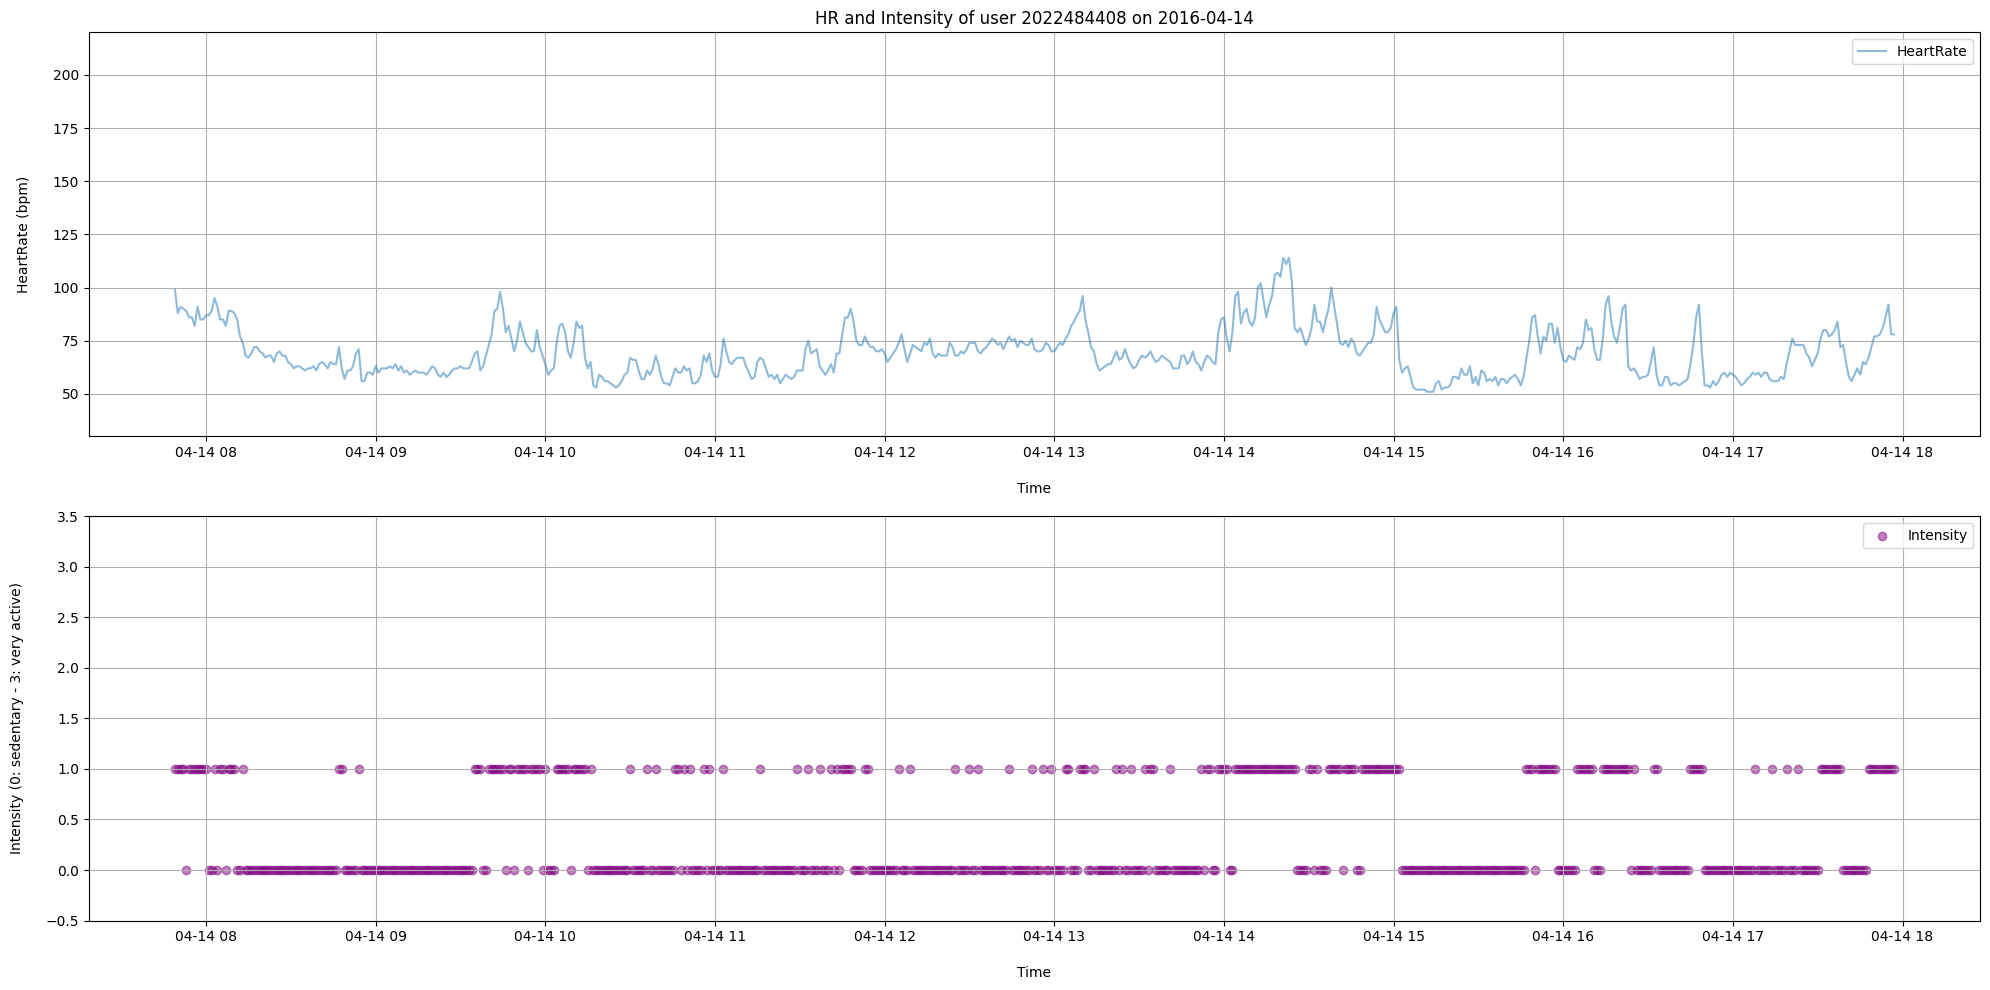 HR and Intensity of user 2022484408 on 2016-04-14
HeartRate
200
175
150
125
100
75
50
HeartRate (bpm)
04-14 08 04-14 09 04-14 10 04-14 11 04-14 12 04-14 13 04-14 14 04-14 15 04-14 16 04-14 17 04-14 18
Time
Intensity
3.5
3.0
2.5
2.0
1.5
1.0
0.5
0.0
−0.5
Intensity (0: sedentary - 3: very active)
04-14 08 04-14 09 04-14 10 04-14 11 04-14 12 04-14 13 04-14 14 04-14 15 04-14 16 04-14 17 04-14 18
Time